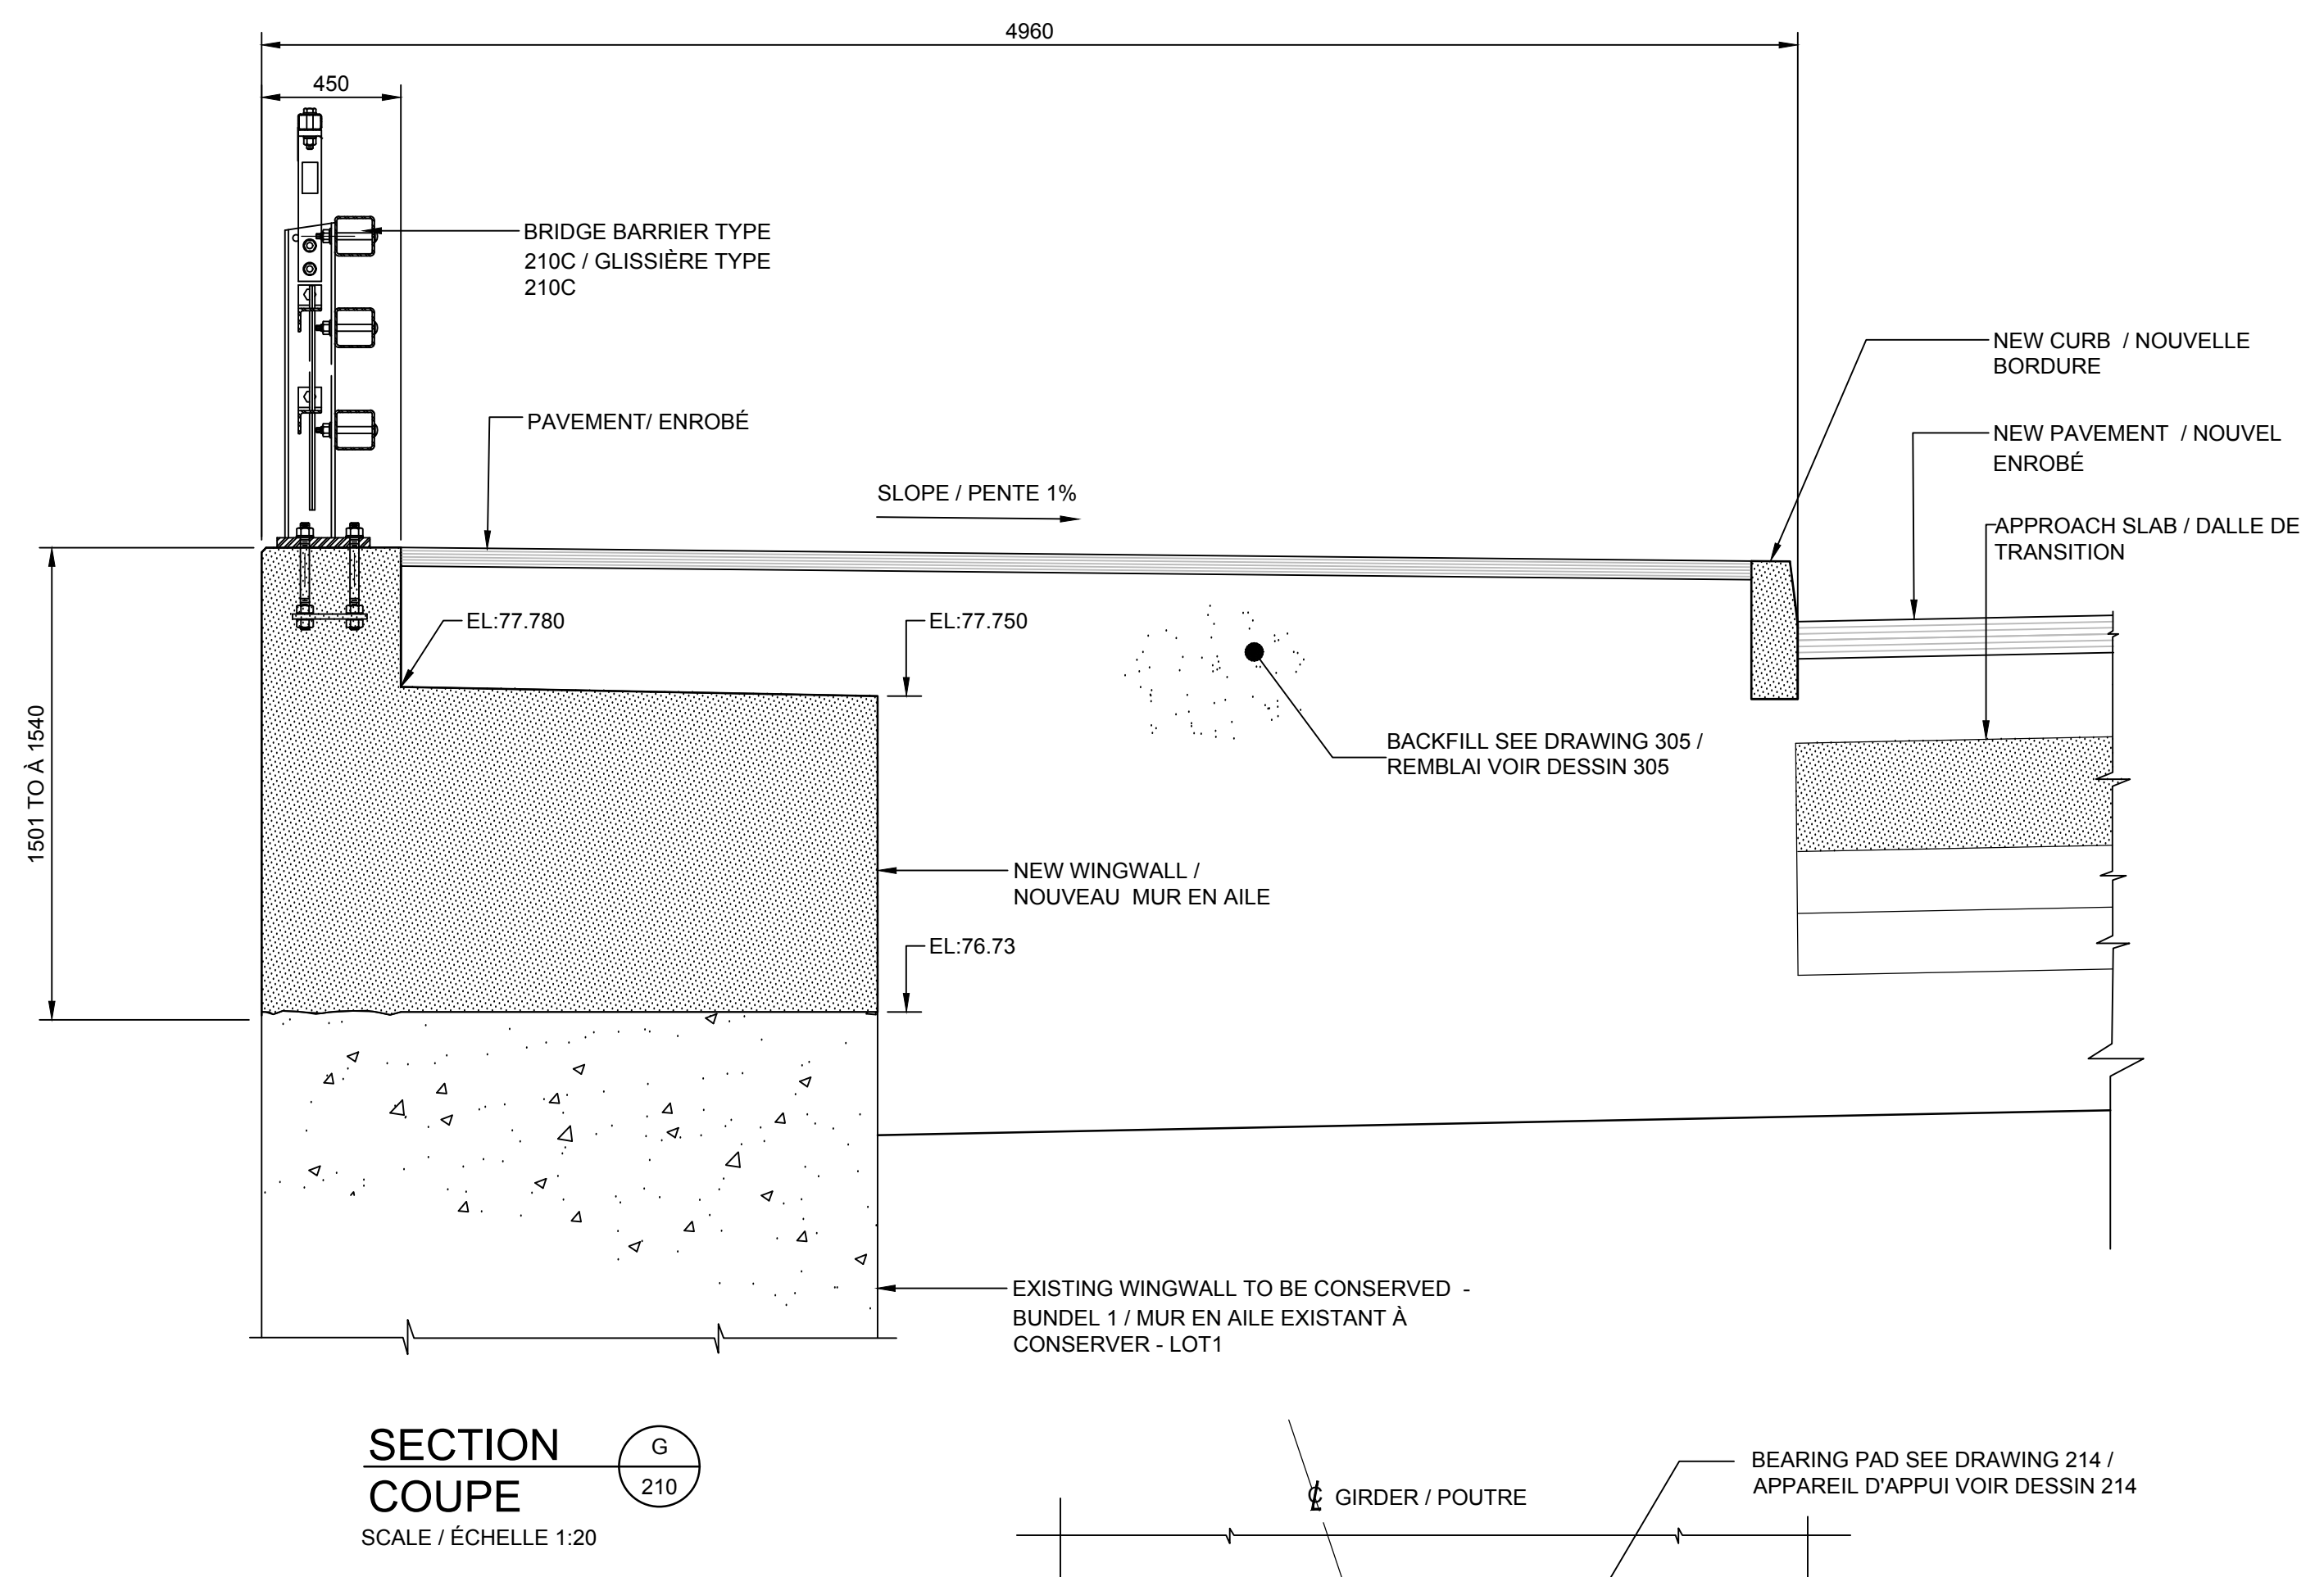 4960
450
BRIDGE BARRIER TYPE
210C / GLISSIÈRE TYPE
210C
NEW CURB / NOUVELLE
BORDURE
PAVEMENT/ ENROBÉ
NEW PAVEMENT / NOUVEL
ENROBÉ
SLOPE / PENTE 1%
APPROACH SLAB / DALLE DE
TRANSITION
EL:77.780
EL:77.750
1501 TO À 1540
BACKFILL SEE DRAWING 305 /
REMBLAI VOIR DESSIN 305
NEW WINGWALL /
NOUVEAU MUR EN AILE
EL:76.73
EXISTING WINGWALL TO BE CONSERVED -
BUNDEL 1 / MUR EN AILE EXISTANT À
CONSERVER - LOT1
SECTION
COUPE
G
210
SCALE / ÉCHELLE 1:20
BEARING PAD SEE DRAWING 214 /
APPAREIL D'APPUI VOIR DESSIN 214
℄ GIRDER / POUTRE